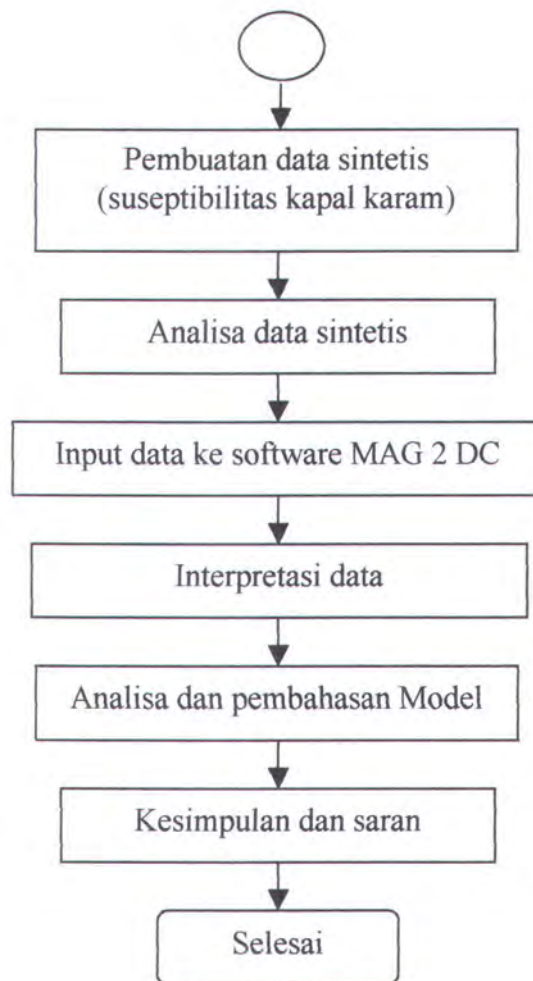 Pembuatan data sintetis
(suseptibilitas kapal karam)
Analisa data sintetis
Input data ke software MAG 2 DC
Interpretasi data
Analisa dan pembahasan Model
Kesimpulan dan saran
Selesai